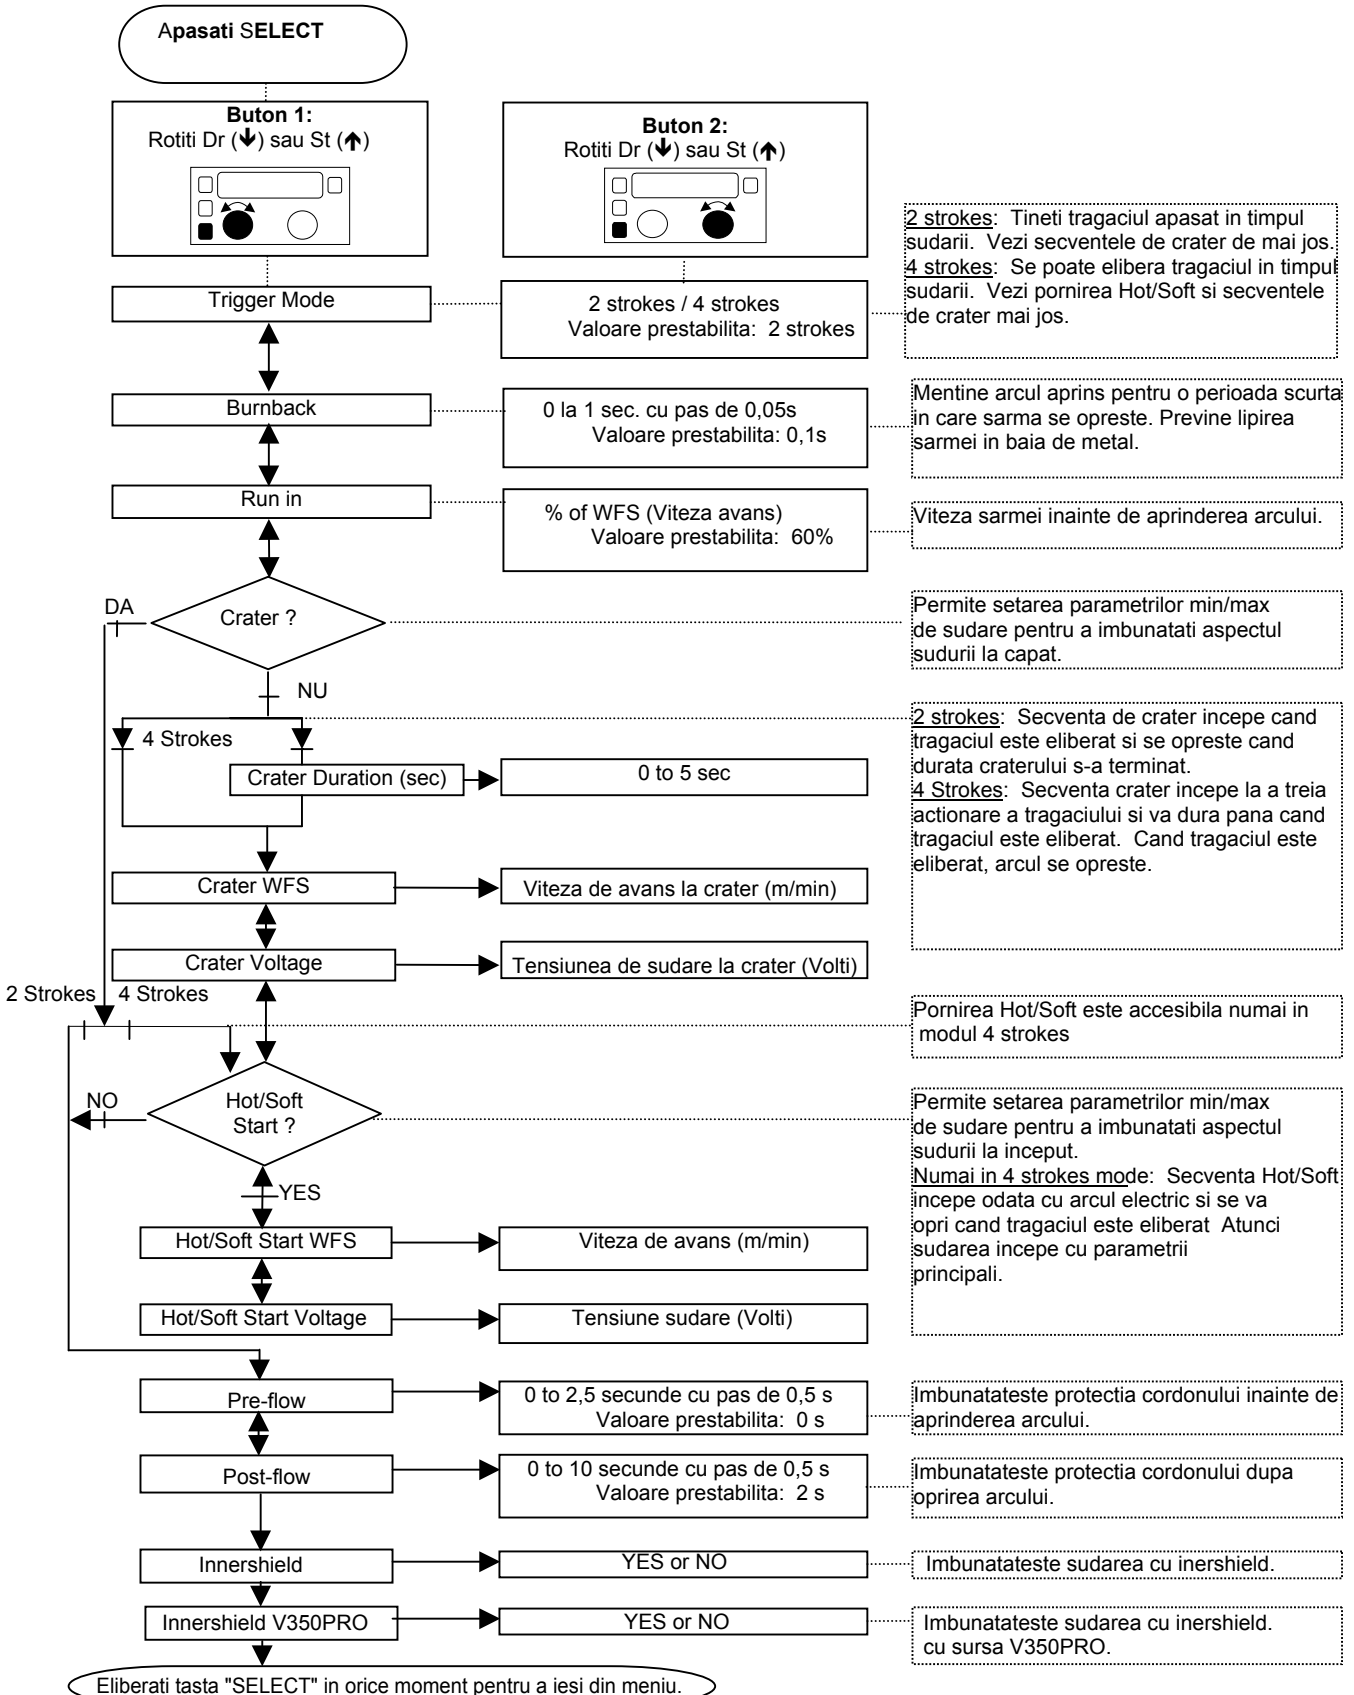 Apasati SELECT
Buton 1:
Rotiti Dr (↓) sau St (↑)
Buton 2:
Rotiti Dr (↓) sau St (↑)
Trigger Mode
2 strokes / 4 strokes
Valoare prestabilita: 2 strokes
2 strokes: Tineti tragaciul apasat in timpul
sudarii. Vezi secventele de crater de mai jos.
4 strokes: Se poate elibera tragaciul in timpul
sudarii. Vezi pornirea Hot/Soft si secventele
de crater mai jos.
Burnback
0 la 1 sec. cu pas de 0,05s
Valoare prestabilita: 0,1s
Mentine arcul aprins pentru o perioada scurta
in care sarma se opreste. Previne lipirea
sarmei in baia de metal.
Run in
% of WFS (Viteza avans)
Valoare prestabilita: 60%
Viteza sarmei inainte de aprinderea arcului.
DA
Crater ?
Permite setarea parametrilor min/max
de sudare pentru a imbunatati aspectul
sudurii la capat.
NU
4 Strokes
Crater Duration (sec)
0 to 5 sec
2 strokes: Secventa de crater incepe cand
tragaciul este eliberat si se opreste cand
durata craterului s-a terminat.
4 Strokes: Secventa crater incepe la a treia
actionare a tragaciului si va dura pana cand
tragaciul este eliberat. Cand tragaciul este
eliberat, arcul se opreste.
Crater WFS
Viteza de avans la crater (m/min)
Crater Voltage
Tensiunea de sudare la crater (Volti)
2 Strokes
4 Strokes
Pornirea Hot/Soft este accesibila numai in
modul 4 strokes
NO
Hot/Soft
Start ?
Permite setarea parametrilor min/max
de sudare pentru a imbunatati aspectul
sudurii la inceput.
Numai in 4 strokes mode: Secventa Hot/Soft
incepe odata cu arcul electric si se va
opri cand tragaciul este eliberat Atunci
sudarea incepe cu parametrii
principali.
YES
Hot/Soft Start WFS
Viteza de avans (m/min)
Hot/Soft Start Voltage
Tensiune sudare (Volti)
Pre-flow
0 to 2,5 secunde cu pas de 0,5 s
Valoare prestabilita: 0 s
Imbunatateste protectia cordonului inainte de
aprinderea arcului.
Post-flow
0 to 10 secunde cu pas de 0,5 s
Valoare prestabilita: 2 s
Imbunatateste protectia cordonului dupa
oprirea arcului.
Innershield
YES or NO
Imbunatateste sudarea cu inershield.
Innershield V350PRO
YES or NO
Imbunatateste sudarea cu inershield.
cu sursa V350PRO.
Eliberati tasta "SELECT" in orice moment pentru a iesi din meniu.